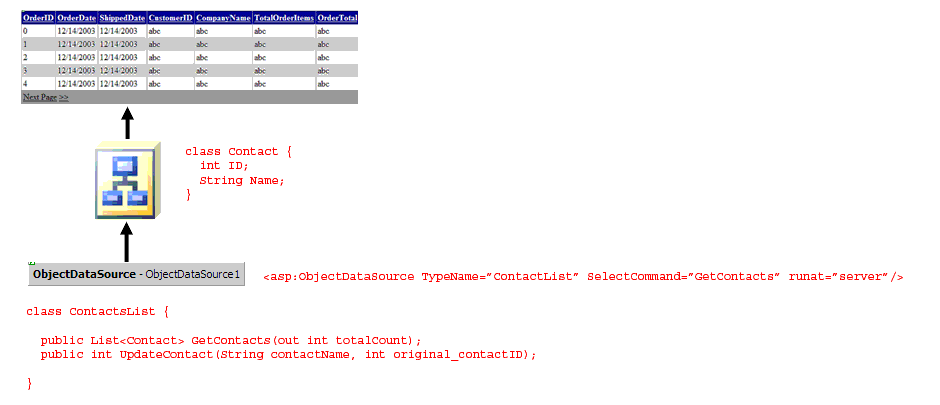 OrderID OrderDate ShippedDate CustomerID CompanyName TotalOrderItems OrderTotal
0 12/14/2003 12/14/2003 abc abc abc abc
1 12/14/2003 12/14/2003 abc abc abc abc
2 12/14/2003 12/14/2003 abc abc abc abc
3 12/14/2003 12/14/2003 abc abc abc abc
4 12/14/2003 12/14/2003 abc abc abc abc
Next Page >>
class Contact {
int ID;
String Name;
}
ObjectDataSource - ObjectDataSource1
<asp:ObjectDataSource TypeName=”ContactList” SelectCommand=”GetContacts” runat=”server”/>
class ContactsList {
public List<Contact> GetContacts(out int totalCount);
public int UpdateContact(String contactName, int original_contactID);
}